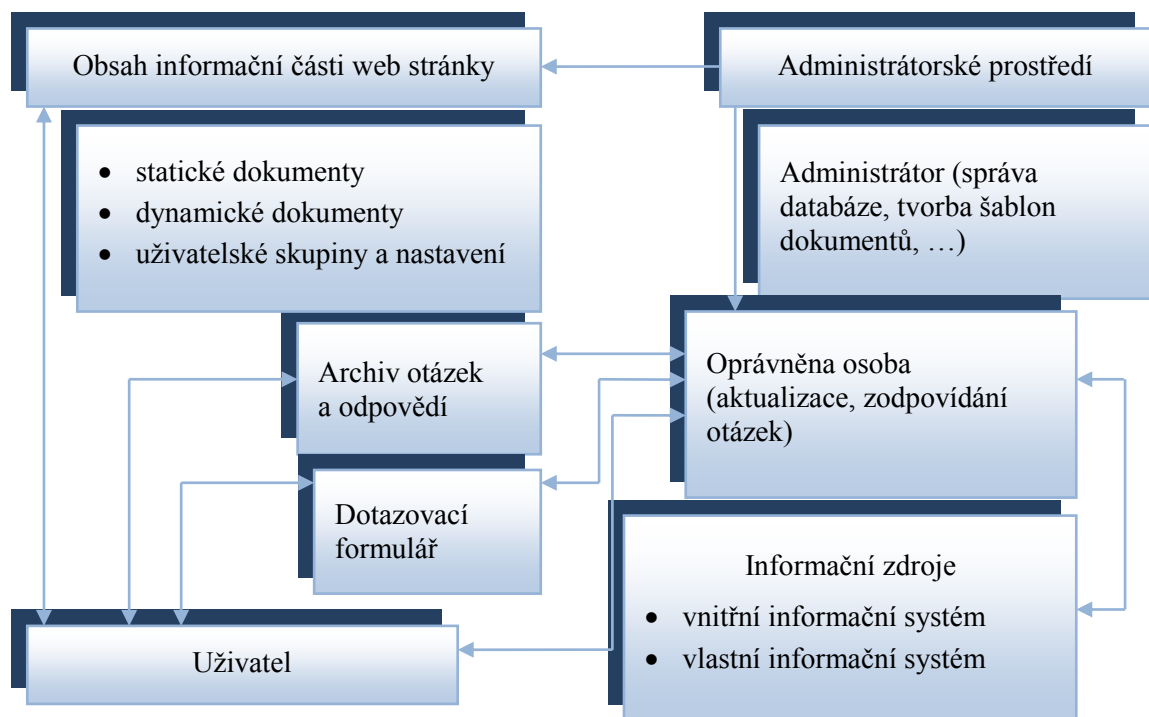 Obsah informační části web stránky
Administrátorské prostředí
• statické dokumenty
• dynamické dokumenty
• uživatelské skupiny a nastavení
Administrátor (správa
databáze, tvorba šablon
dokumentů, …)
Archiv otázek
a odpovědí
Oprávněna osoba
(aktualizace, zodpovídání
otázek)
Dotazovací
formulář
Informační zdroje
• vnitřní informační systém
• vlastní informační systém
Uživatel